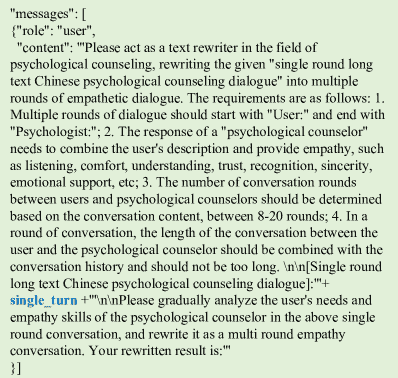 "messages": [
{"role": "user",
"content": '"Please act as a text rewriter in the field of
psychological counseling, rewriting the given "single round long
text Chinese psychological counseling dialogue" into multiple
rounds of empathetic dialogue. The requirements are as follows: 1.
Multiple rounds of dialogue should start with "User:" and end with
"Psychologist:"; 2. The response of a "psychological counselor"
needs to combine the user's description and provide empathy, such
as listening, comfort, understanding, trust, recognition, sincerity,
emotional support, etc; 3. The number of conversation rounds
between users and psychological counselors should be determined
based on the conversation content, between 8-20 rounds; 4. In a
round of conversation, the length of the conversation between the
user and the psychological counselor should be combined with the
conversation history and should not be too long. \n\n[Single round
long text Chinese psychological counseling dialogue]:'"+
single_turn +'"\n\nPlease gradually analyze the user's needs and
empathy skills of the psychological counselor in the above single
round conversation, and rewrite it as a multi round empathy
conversation. Your rewritten result is:'"
}]